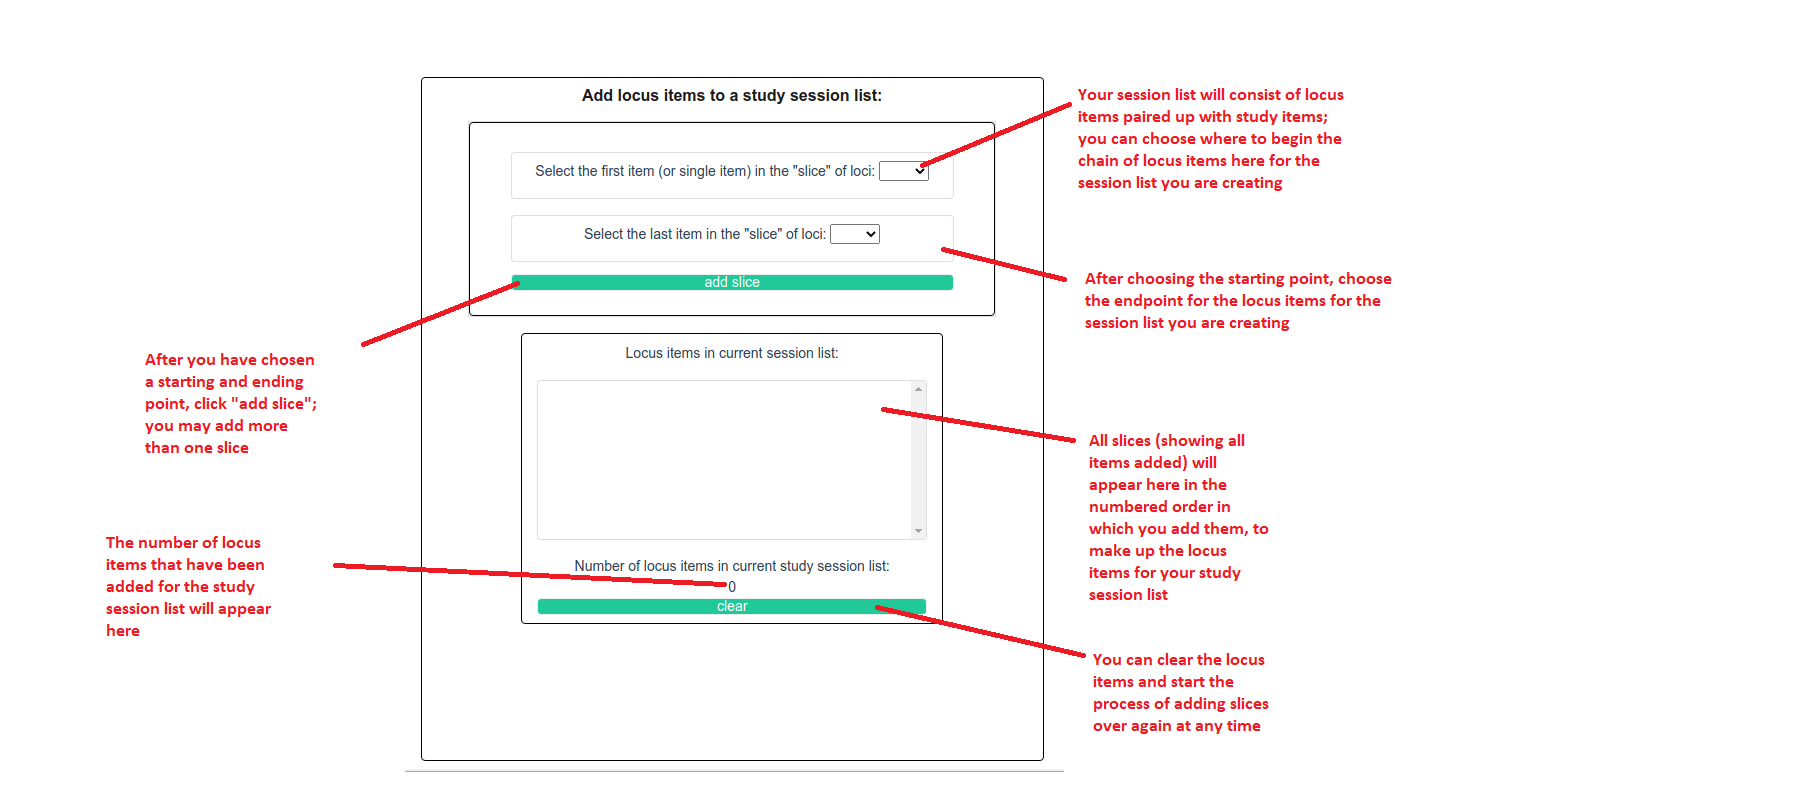 Add locus items to a study session list:
Select the first item (or single item) in the "slice" of loci:
Select the last item in the "slice" of loci:
add slice
Locus items in current session list:
Number of locus items in current study session list:
0
clear
Your session list will consist of locus
items paired up with study items;
you can choose where to begin the
chain of locus items here for the
session list you are creating
After choosing the starting point, choose
the endpoint for the locus items for the
session list you are creating
After you have chosen
a starting and ending
point, click "add slice";
you may add more
than one slice
All slices (showing all
items added) will
appear here in the
numbered order in
which you add them, to
make up the locus
items for your study
session list
The number of locus
items that have been
added for the study
session list will appear
here
You can clear the locus
items and start the
process of adding slices
over again at any time